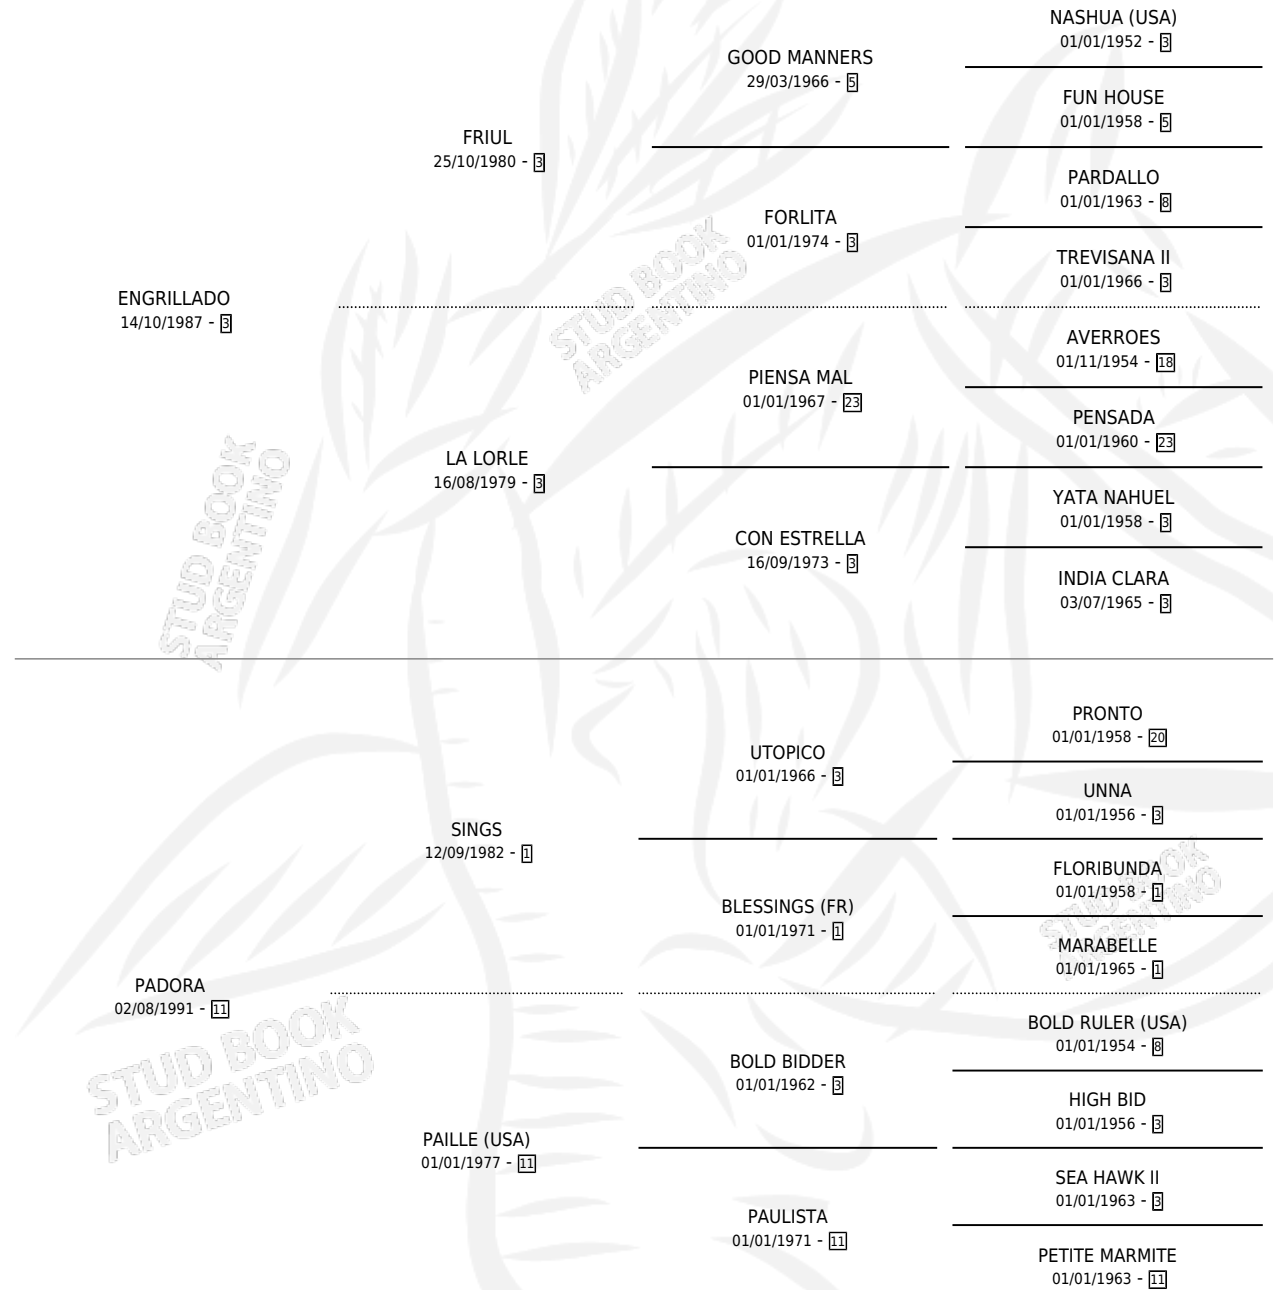 NASHUA (USA)
01/01/1952 - 3
GOOD MANNERS
29/03/1966 - 5
FUN HOUSE
01/01/1958 - 5
FRIUL
25/10/1980 - 3
PARDALLO
01/01/1963 - 8
FORLITA
01/01/1974 - 3
TREVISANA II
01/01/1966 - 3
ENGRILLADO
14/10/1987 - 3
AVERROES
01/11/1954 - 18
PIENSA MAL
01/01/1967 - 23
PENSADA
01/01/1960 - 23
LA LORLE
16/08/1979 - 3
YATA NAHUEL
01/01/1958 - 3
CON ESTRELLA
16/09/1973 - 3
INDIA CLARA
03/07/1965 - 3
PRONTO
01/01/1958 - 20
UTOPICO
01/01/1966 - 3
UNNA
01/01/1956 - 3
SINGS
12/09/1982 - 1
FLORIBUNDA
01/01/1958 - 1
BLESSINGS (FR)
01/01/1971 - 1
MARABELLE
01/01/1965 - 1
PADORA
02/08/1991 - 11
BOLD RULER (USA)
01/01/1954 - 8
BOLD BIDDER
01/01/1962 - 3
HIGH BID
01/01/1956 - 3
PAILLE (USA)
01/01/1977 - 11
SEA HAWK II
01/01/1963 - 3
PAULISTA
01/01/1971 - 11
PETITE MARMITE
01/01/1963 - 11
STUD BOOK
ARGENTINO
STUD BOOK
ARGENTINO
STUD BOOK
ARGENTINO
STUD BOOK
ARGENTINO